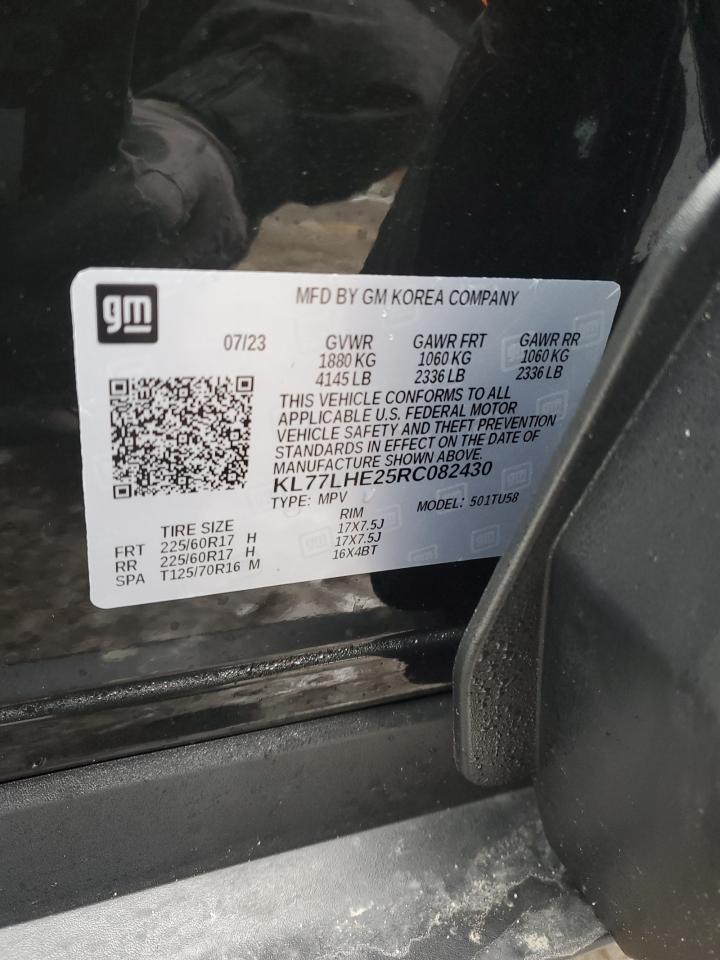 gm
MFD BY GM KOREA COMPANY
07/23 GVWR GAWR FRT GAWR RR
1880 KG 1060 KG 1060 KG
4145 LB 2336 LB 2336 LB
THIS VEHICLE CONFORMS TO ALL
APPLICABLE U.S. FEDERAL MOTOR
VEHICLE SAFETY AND THEFT PREVENTION
STANDARDS IN EFFECT ON THE DATE OF
MANUFACTURE SHOWN ABOVE.
KL77LHE25RC082430
TYPE: MPV MODEL: 501TU58
TIRE SIZE RIM
FRT 225/60R17 H 17X7.5J
RR 225/60R17 H 17X7.5J
SPA T125/70R16 M 16X4BT